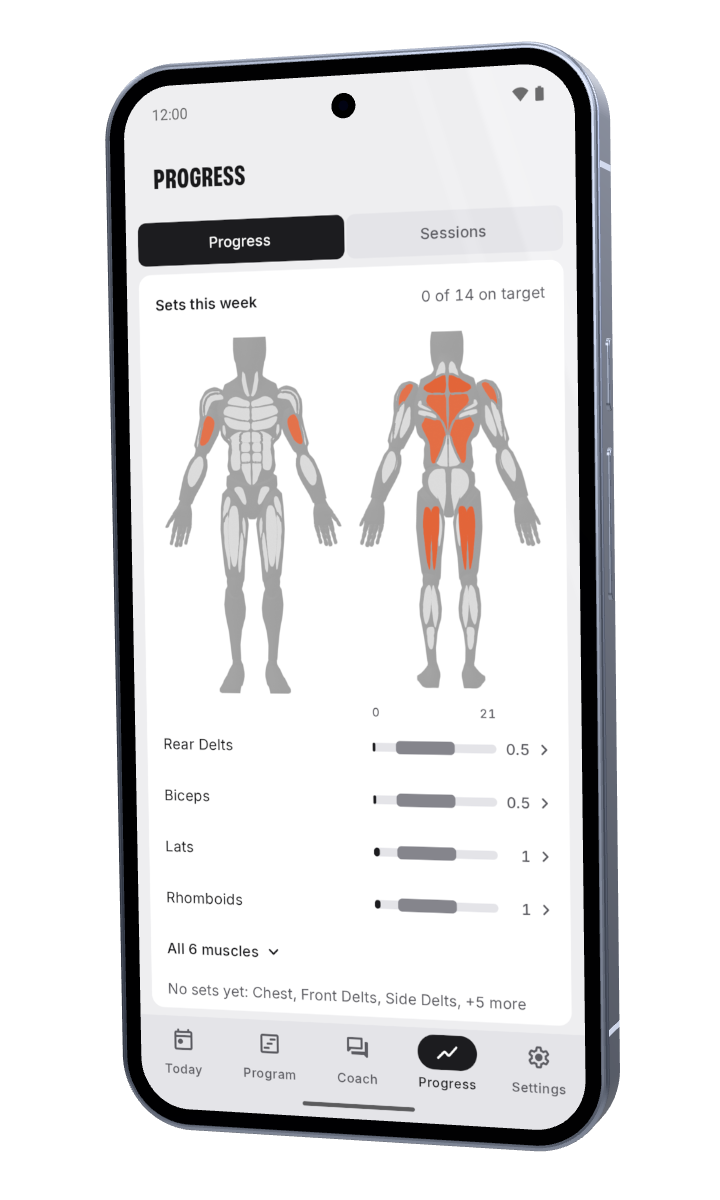 12:00
PROGRESS
Progress
Sessions
Sets this week
0 of 14 on target
0
21
Rear Delts
0.5
Biceps
0.5
Lats
1
Rhomboids
1
All 6 muscles
No sets yet: Chest, Front Delts, Side Delts, +5 more
Today
Program
Coach
Progress
Settings